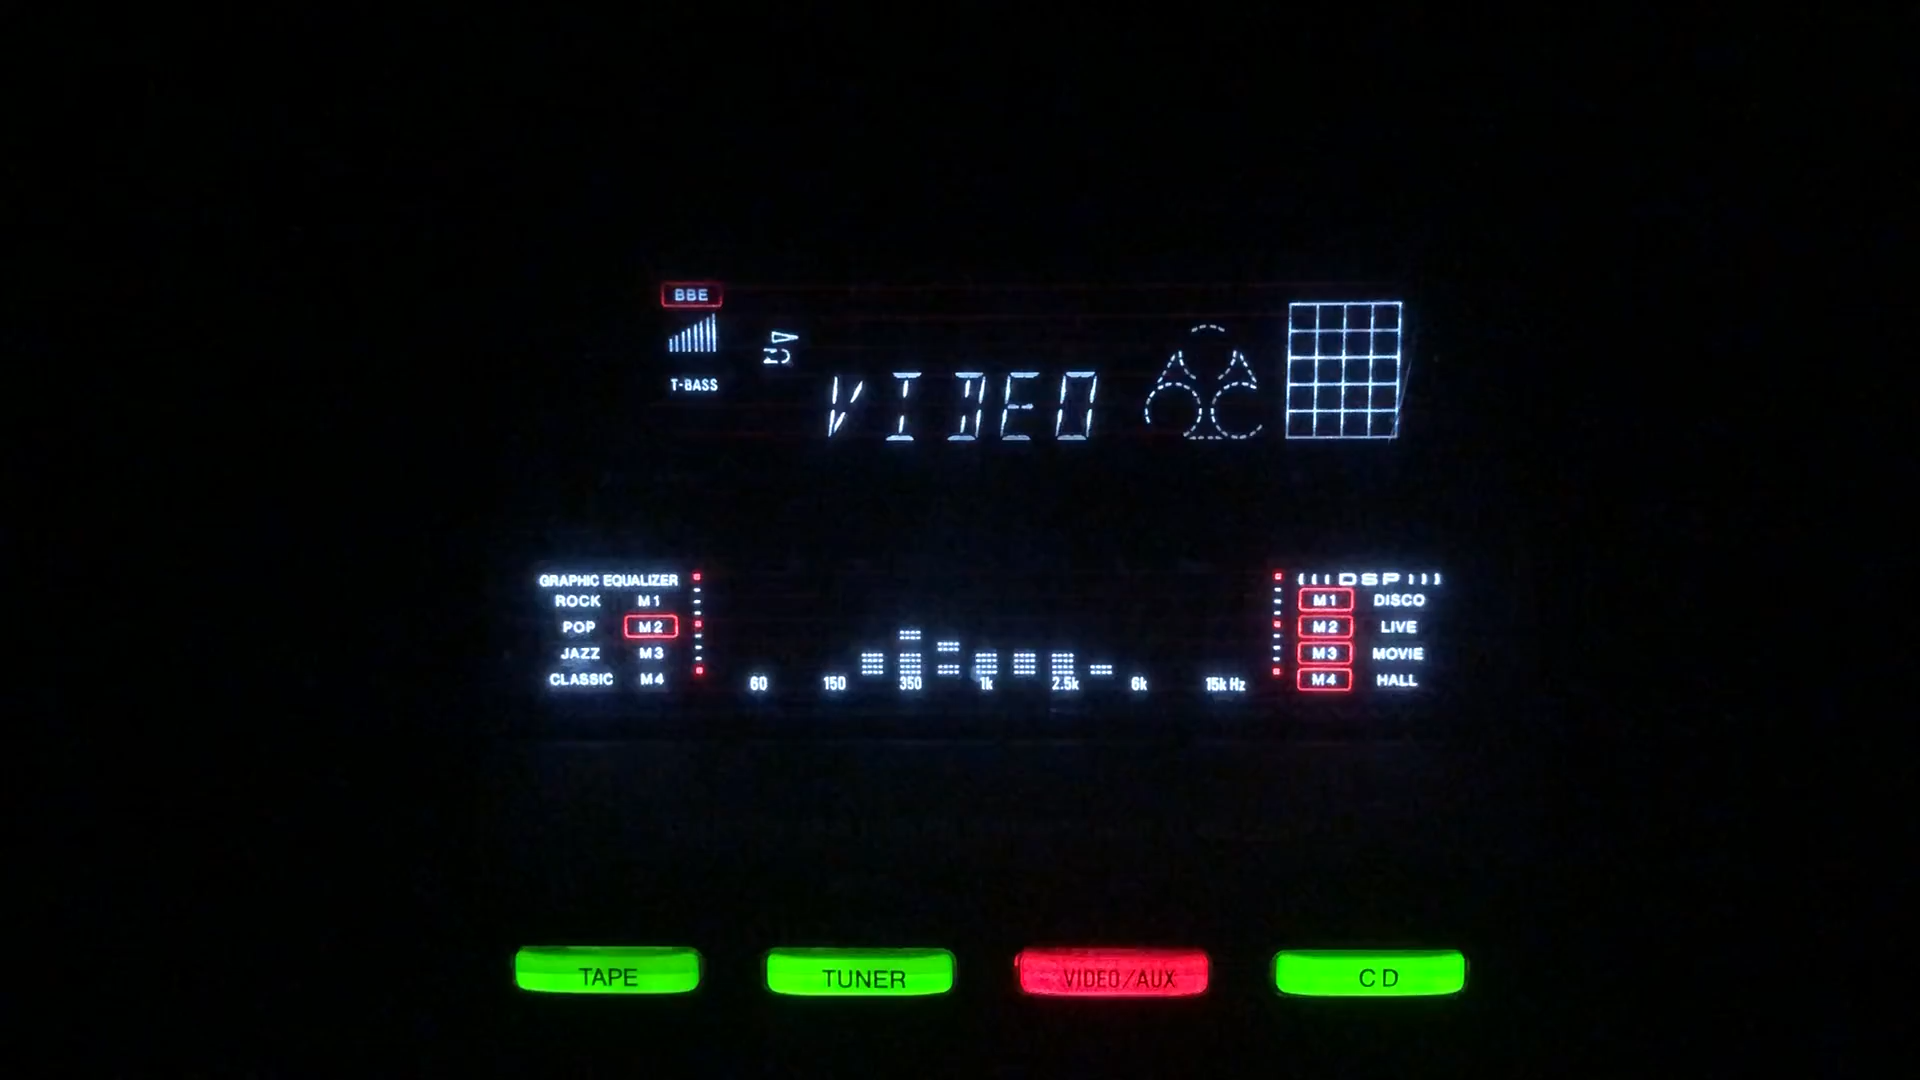 BBE
T-BASS
VIDEO
GRAPHIC EQUALIZER
ROCK M1
POP M2
JAZZ M3
CLASSIC M4
60 150 350 1k 2.5k 6k 15k Hz
DSP
M1 DISCO
M2 LIVE
M3 MOVIE
M4 HALL
TAPE TUNER VIDEO/AUX CD